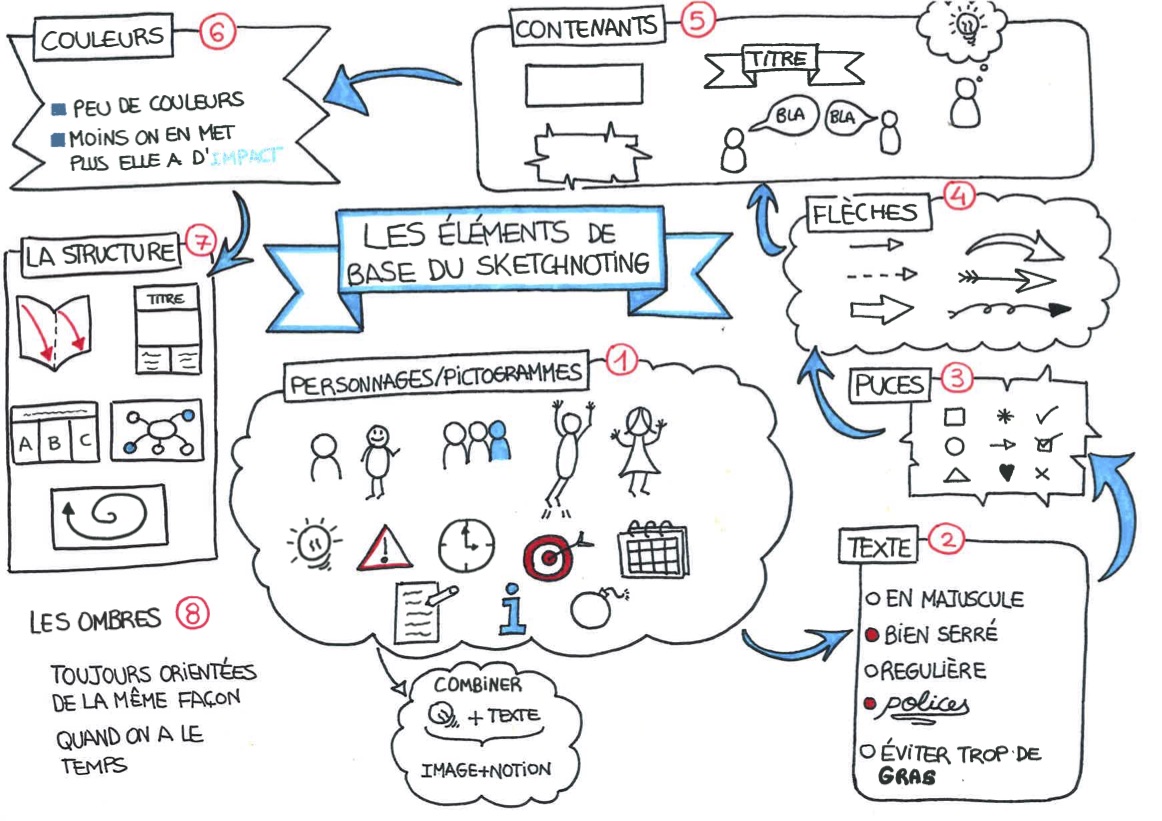 LES ÉLÉMENTS DE
BASE DU SKETCHNOTING
PERSONNAGES/PICTOGRAMMES 1
COMBINER
+ TEXTE
IMAGE+NOTION
TEXTE 2
EN MAJUSCULE
BIEN SERRÉ
REGULIÈRE
polices
ÉVITER TROP DE
GRAS
PUCES 3
FLÈCHES 4
CONTENANTS 5
TITRE
BLA BLA
COULEURS 6
PEU DE COULEURS
MOINS ON EN MET
PLUS ELLE A D'IMPACT
LA STRUCTURE 7
TITRE
A B C
LES OMBRES 8
TOUJOURS ORIENTÉES
DE LA MÊME FAÇON
QUAND ON A LE
TEMPS